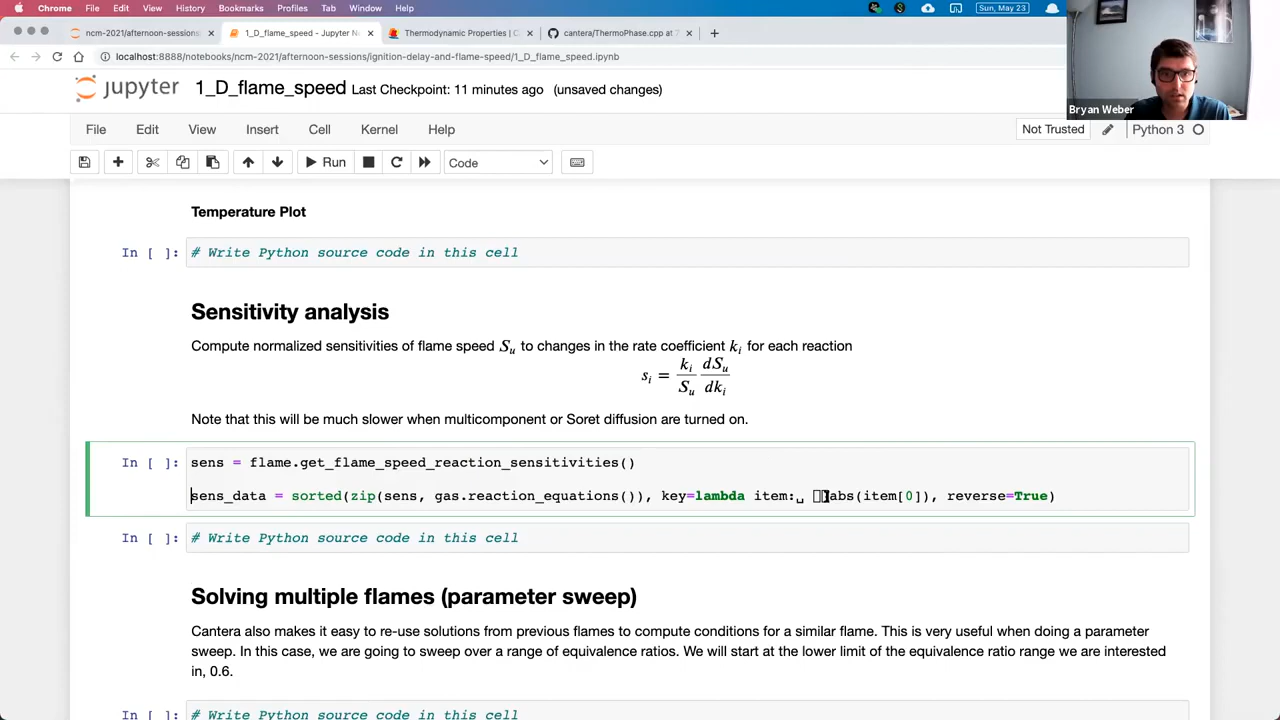 Chrome File Edit View History Bookmarks Profiles Tab Window Help Sun, May 23
ncm-2021/afternoon-sessions 1_D_flame_speed - Jupyter N Thermodynamic Properties | C cantera/ThermoPhase.cpp at 7
localhost:8888/notebooks/ncm-2021/afternoon-sessions/ignition-delay-and-flame-speed/1_D_flame_speed.ipynb
jupyter 1_D_flame_speed Last Checkpoint: 11 minutes ago (unsaved changes)
Bryan Weber
File Edit View Insert Cell Kernel Help Not Trusted Python 3
Run Code
Temperature Plot
In [ ]: # Write Python source code in this cell
Sensitivity analysis
Compute normalized sensitivities of flame speed Sᵤ to changes in the rate coefficient kᵢ for each reaction
sᵢ = kᵢ/Sᵤ dSᵤ/dkᵢ
Note that this will be much slower when multicomponent or Soret diffusion are turned on.
In [ ]: sens = flame.get_flame_speed_reaction_sensitivities()
sens_data = sorted(zip(sens, gas.reaction_equations()), key=lambda item:␣ abs(item[0]), reverse=True)
In [ ]: # Write Python source code in this cell
Solving multiple flames (parameter sweep)
Cantera also makes it easy to re-use solutions from previous flames to compute conditions for a similar flame. This is very useful when doing a parameter
sweep. In this case, we are going to sweep over a range of equivalence ratios. We will start at the lower limit of the equivalence ratio range we are interested
in, 0.6.
In [ ]: # Write Python source code in this cell